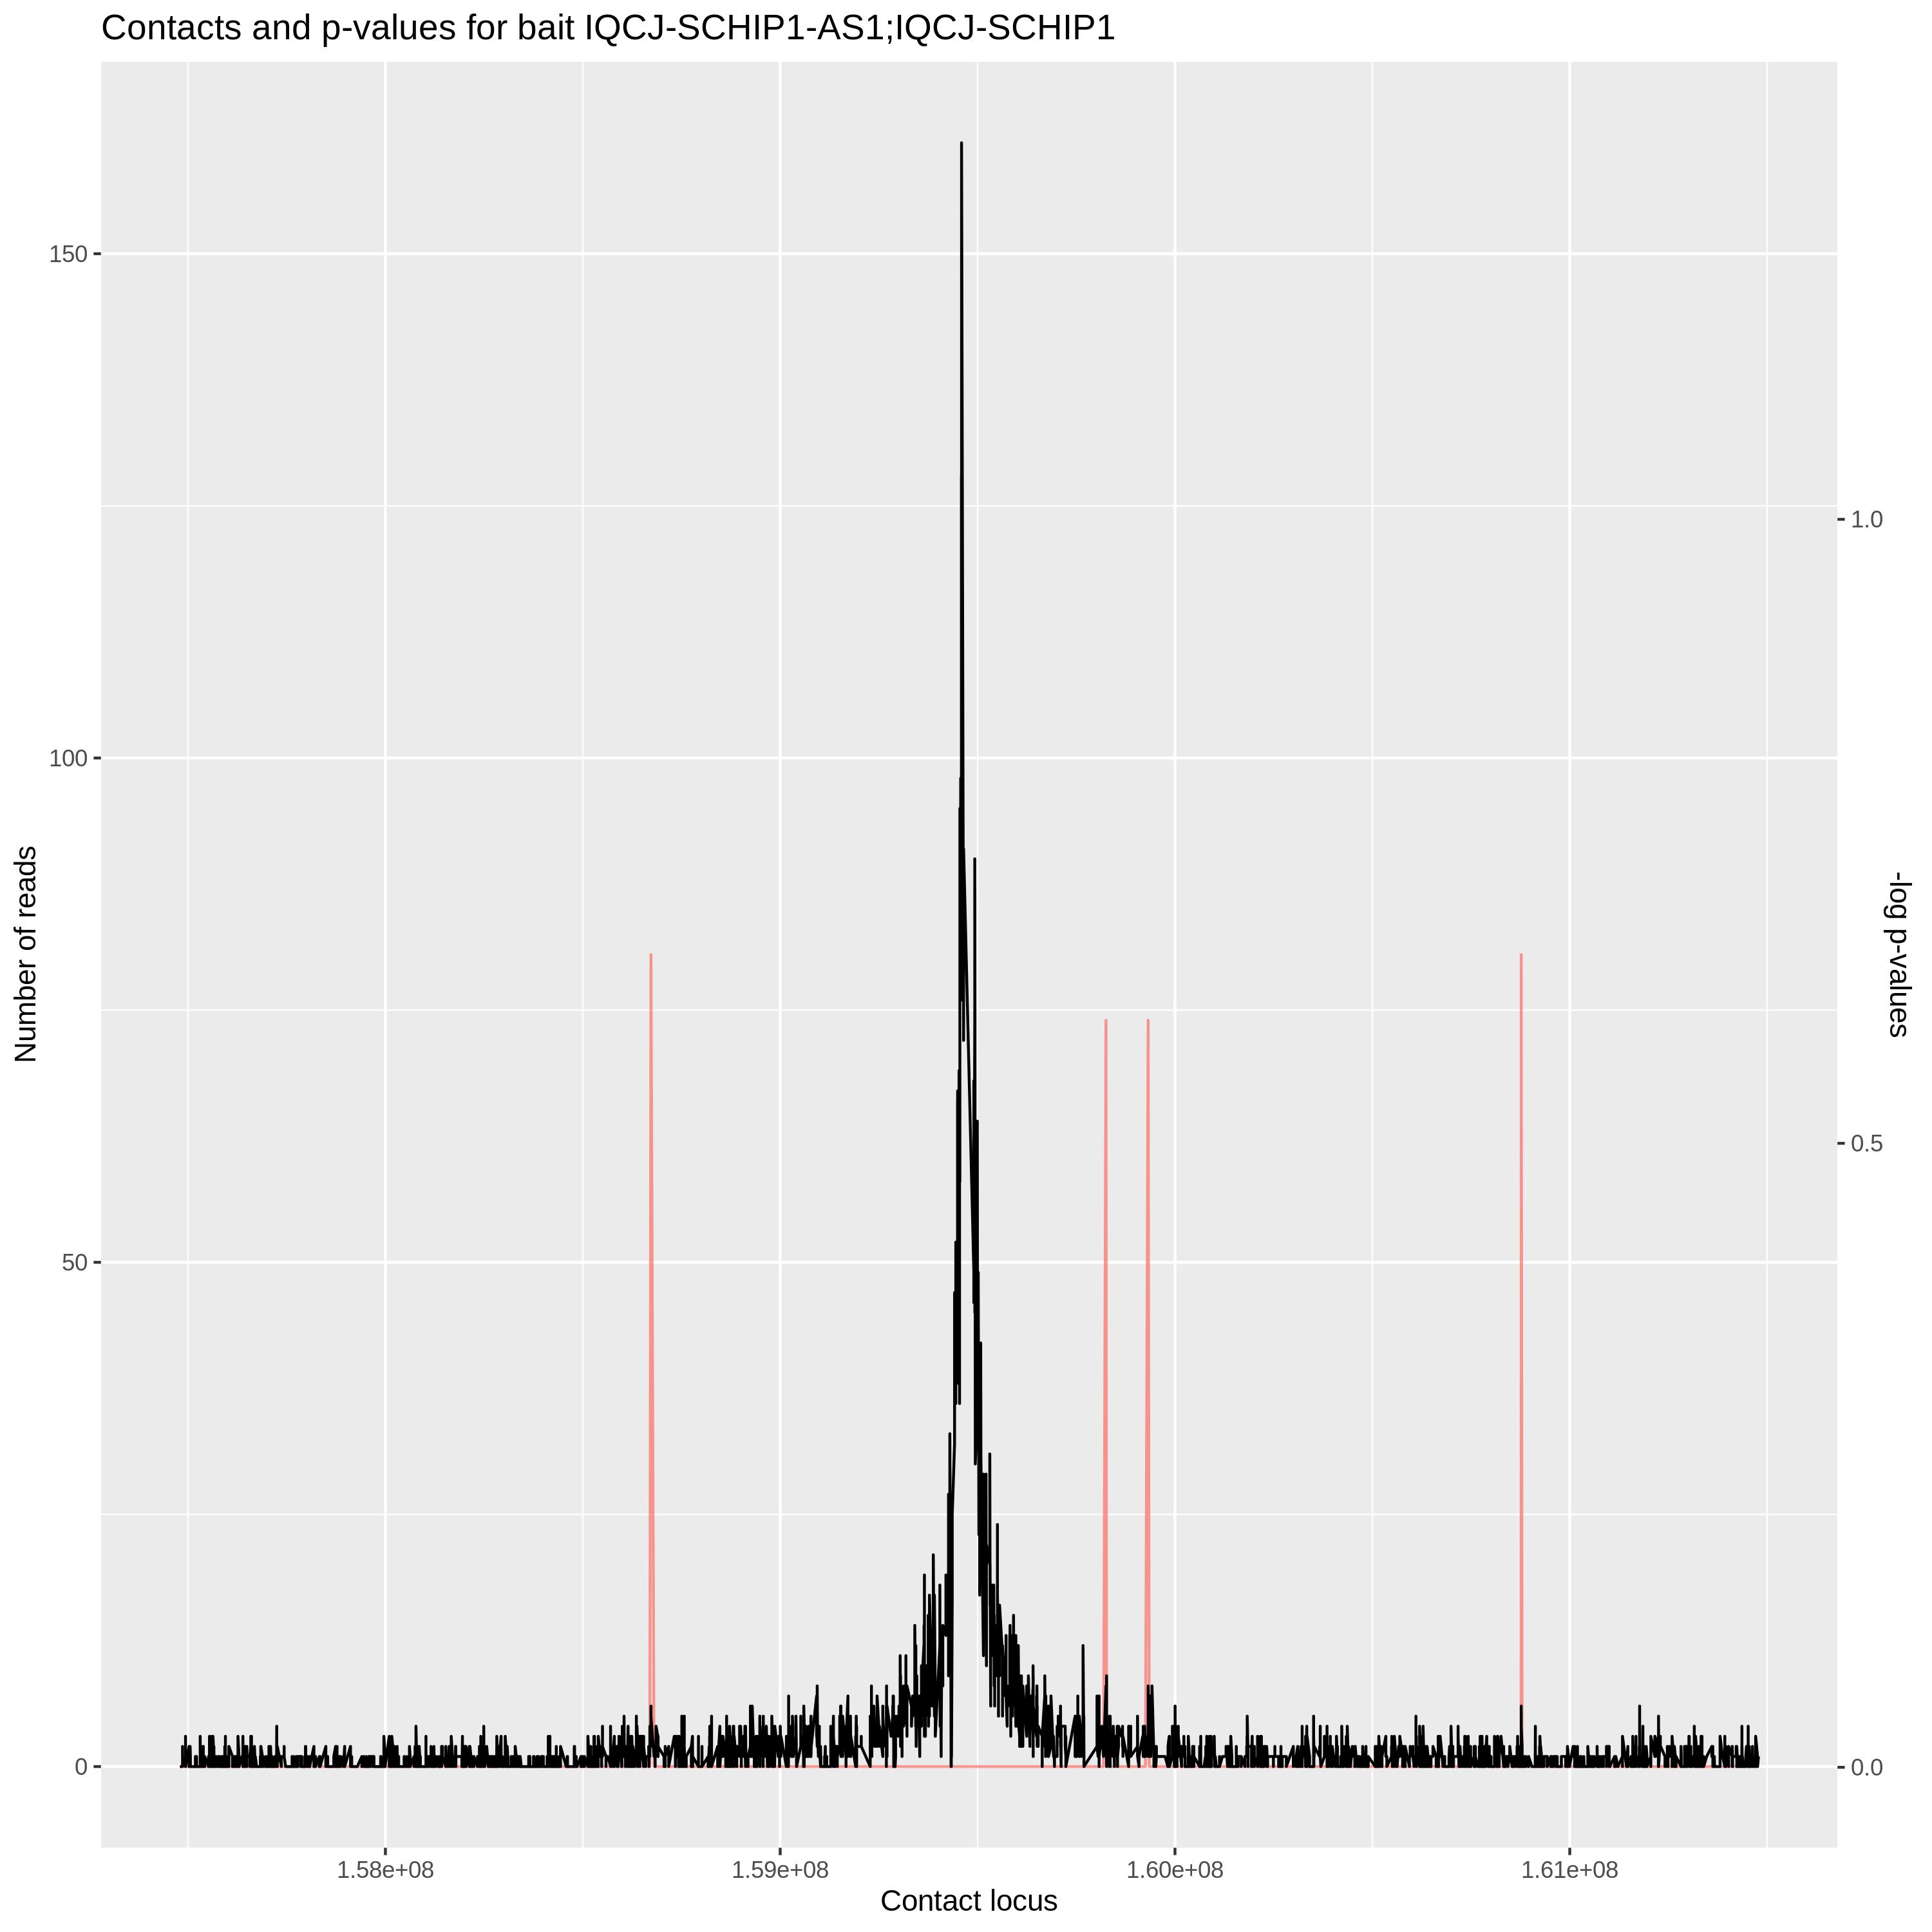 Contacts and p-values for bait IQCJ-SCHIP1-AS1;IQCJ-SCHIP1
150
100
50
0
Number of reads
1.0
0.5
0.0
-log p-values
1.58e+08
1.59e+08
1.60e+08
1.61e+08
Contact locus